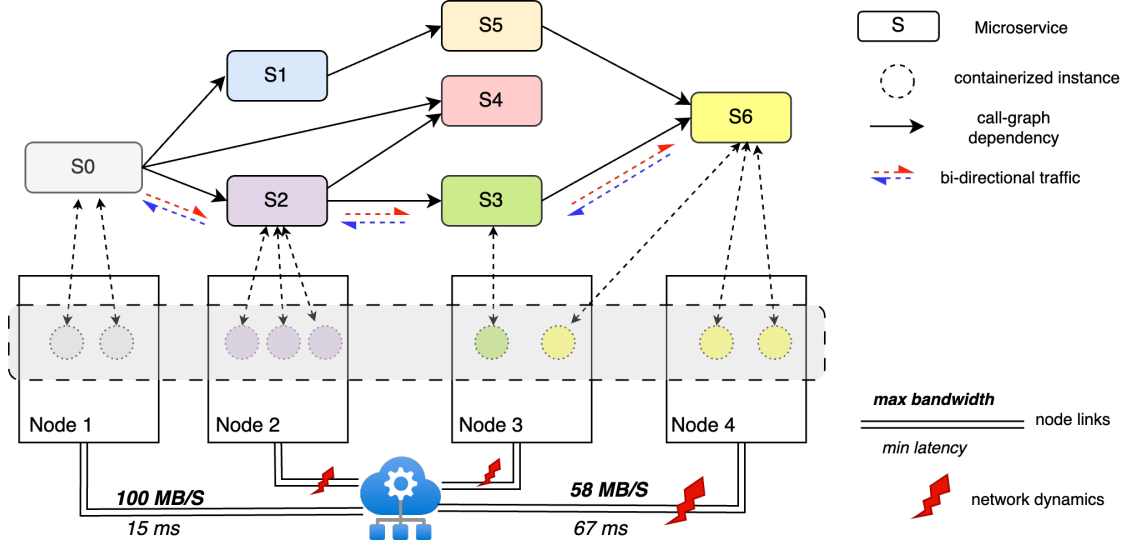 S0
S1
S2
S5
S4
S3
S6
Node 1
Node 2
Node 3
Node 4
100 MB/S
15 ms
58 MB/S
67 ms
S
Microservice
containerized instance
call-graph
dependency
bi-directional traffic
max bandwidth
node links
min latency
network dynamics